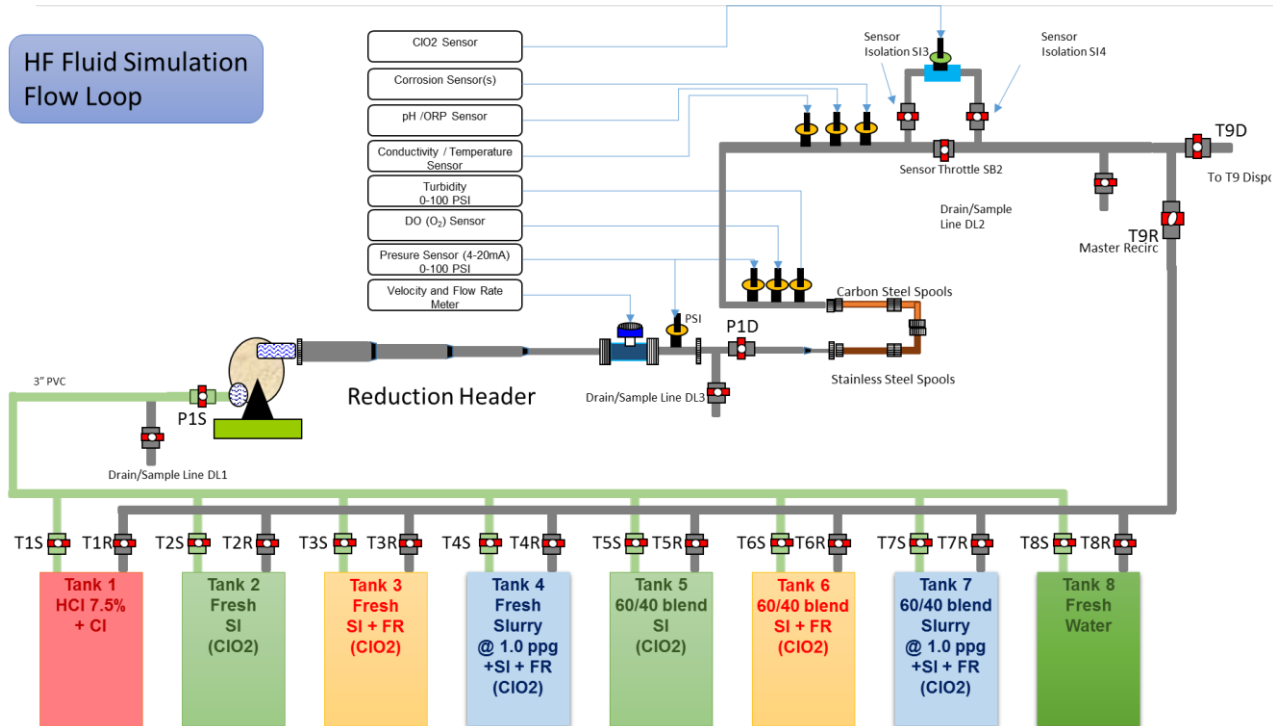 HF Fluid Simulation
Flow Loop
ClO2 Sensor
Corrosion Sensor(s)
pH /ORP Sensor
Conductivity / Temperature
Sensor
Turbidity
0-100 PSI
DO (O₂) Sensor
Presure Sensor (4-20mA)
0-100 PSI
Velocity and Flow Rate
Meter
Sensor
Isolation SI3
Sensor
Isolation SI4
Sensor Throttle SB2
T9D
To T9 Dispo
Drain/Sample
Line DL2
T9R
Master Recirc
Carbon Steel Spools
PSI
P1D
Stainless Steel Spools
3" PVC
P1S
Reduction Header
Drain/Sample Line DL3
Drain/Sample Line DL1
T1S
T1R
T2S
T2R
T3S
T3R
T4S
T4R
T5S
T5R
T6S
T6R
T7S
T7R
T8S
T8R
Tank 1
HCl 7.5%
+ CI
Tank 2
Fresh
SI
(ClO2)
Tank 3
Fresh
SI + FR
(ClO2)
Tank 4
Fresh
Slurry
@ 1.0 ppg
+SI + FR
(ClO2)
Tank 5
60/40 blend
SI
(ClO2)
Tank 6
60/40 blend
SI + FR
(ClO2)
Tank 7
60/40 blend
Slurry
@ 1.0 ppg
+SI + FR
(ClO2)
Tank 8
Fresh
Water